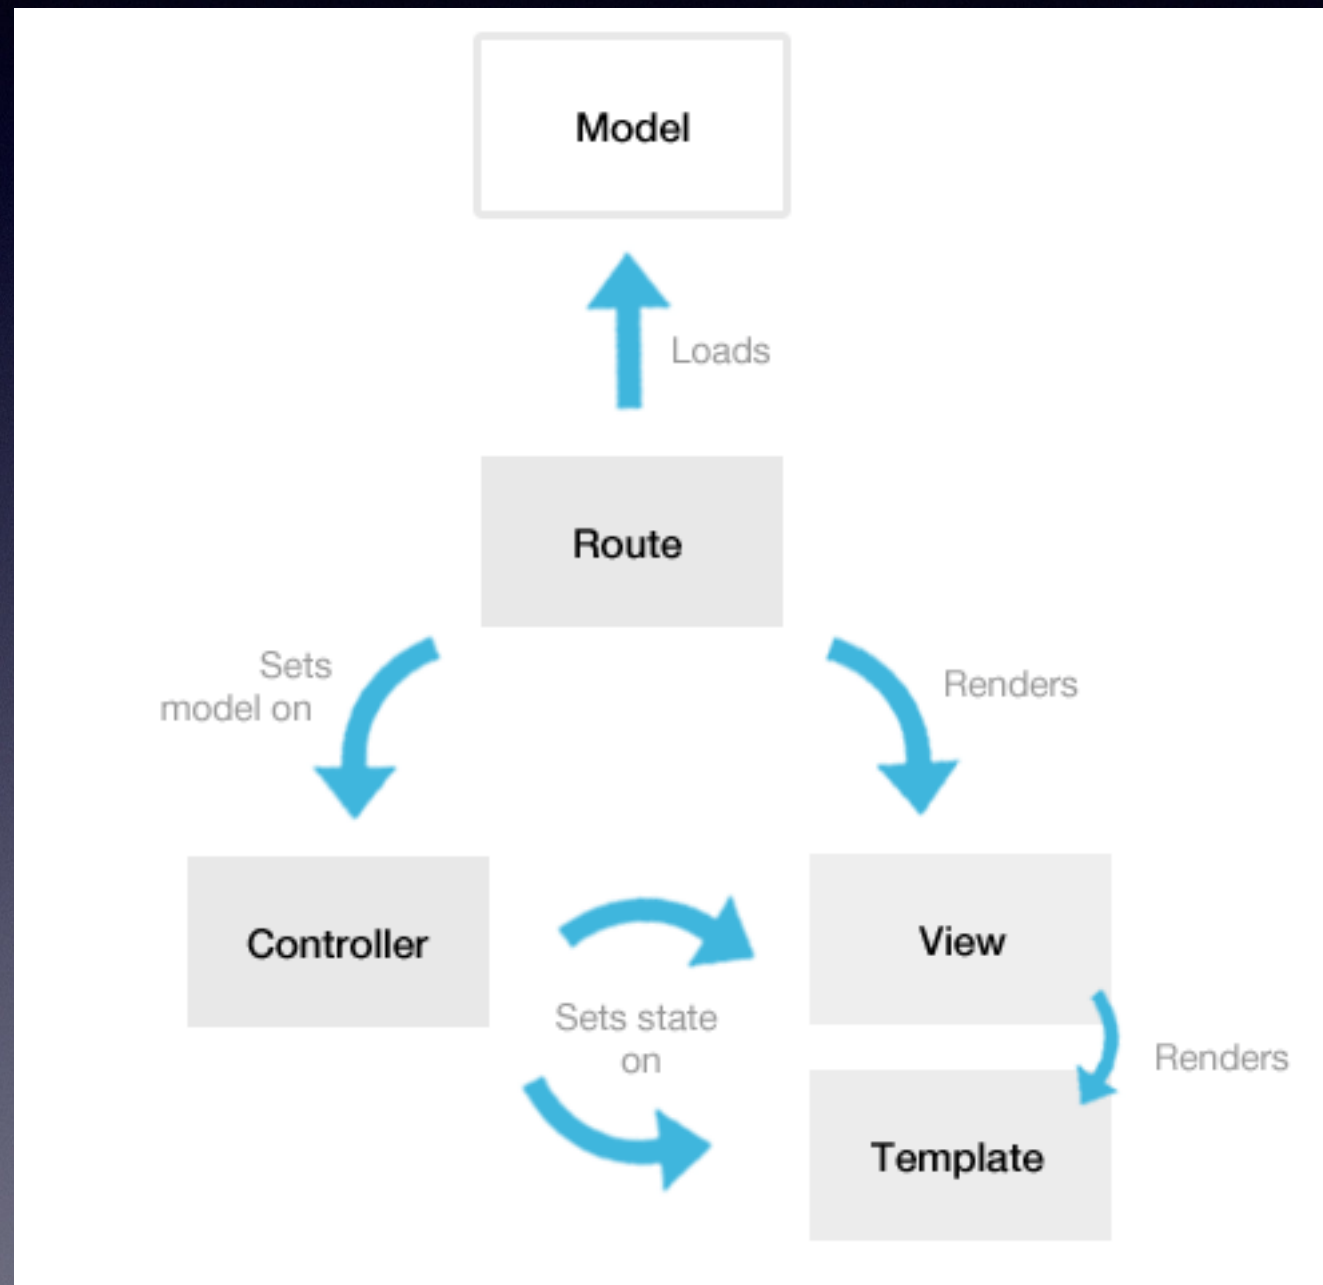 Model
Loads
Route
Sets
model on
Renders
Controller
View
Sets state
on
Renders
Template